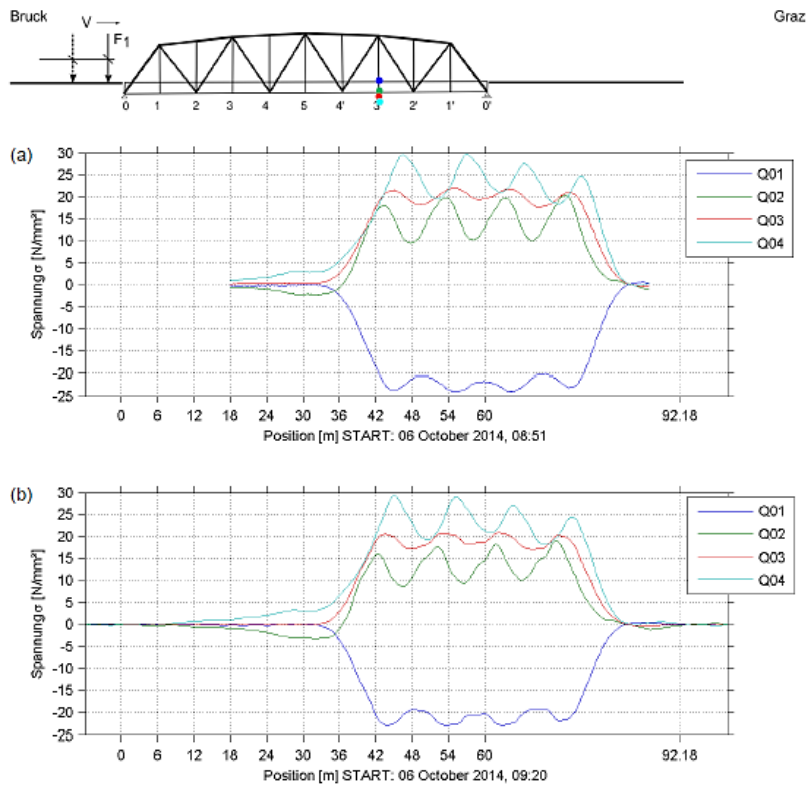 Bruck V Graz
F1
0 1 2 3 4 5 4' 3' 2' 1' 0'
(a)
30
25
20
15
10
5
0
-5
-10
-15
-20
-25
Spannung σ [N/mm²]
Q01
Q02
Q03
Q04
0 6 12 18 24 30 36 42 48 54 60 92.18
Position [m] START: 06 October 2014, 08:51
(b)
30
25
20
15
10
5
0
-5
-10
-15
-20
-25
Spannung σ [N/mm²]
Q01
Q02
Q03
Q04
0 6 12 18 24 30 36 42 48 54 60 92.18
Position [m] START: 06 October 2014, 09:20